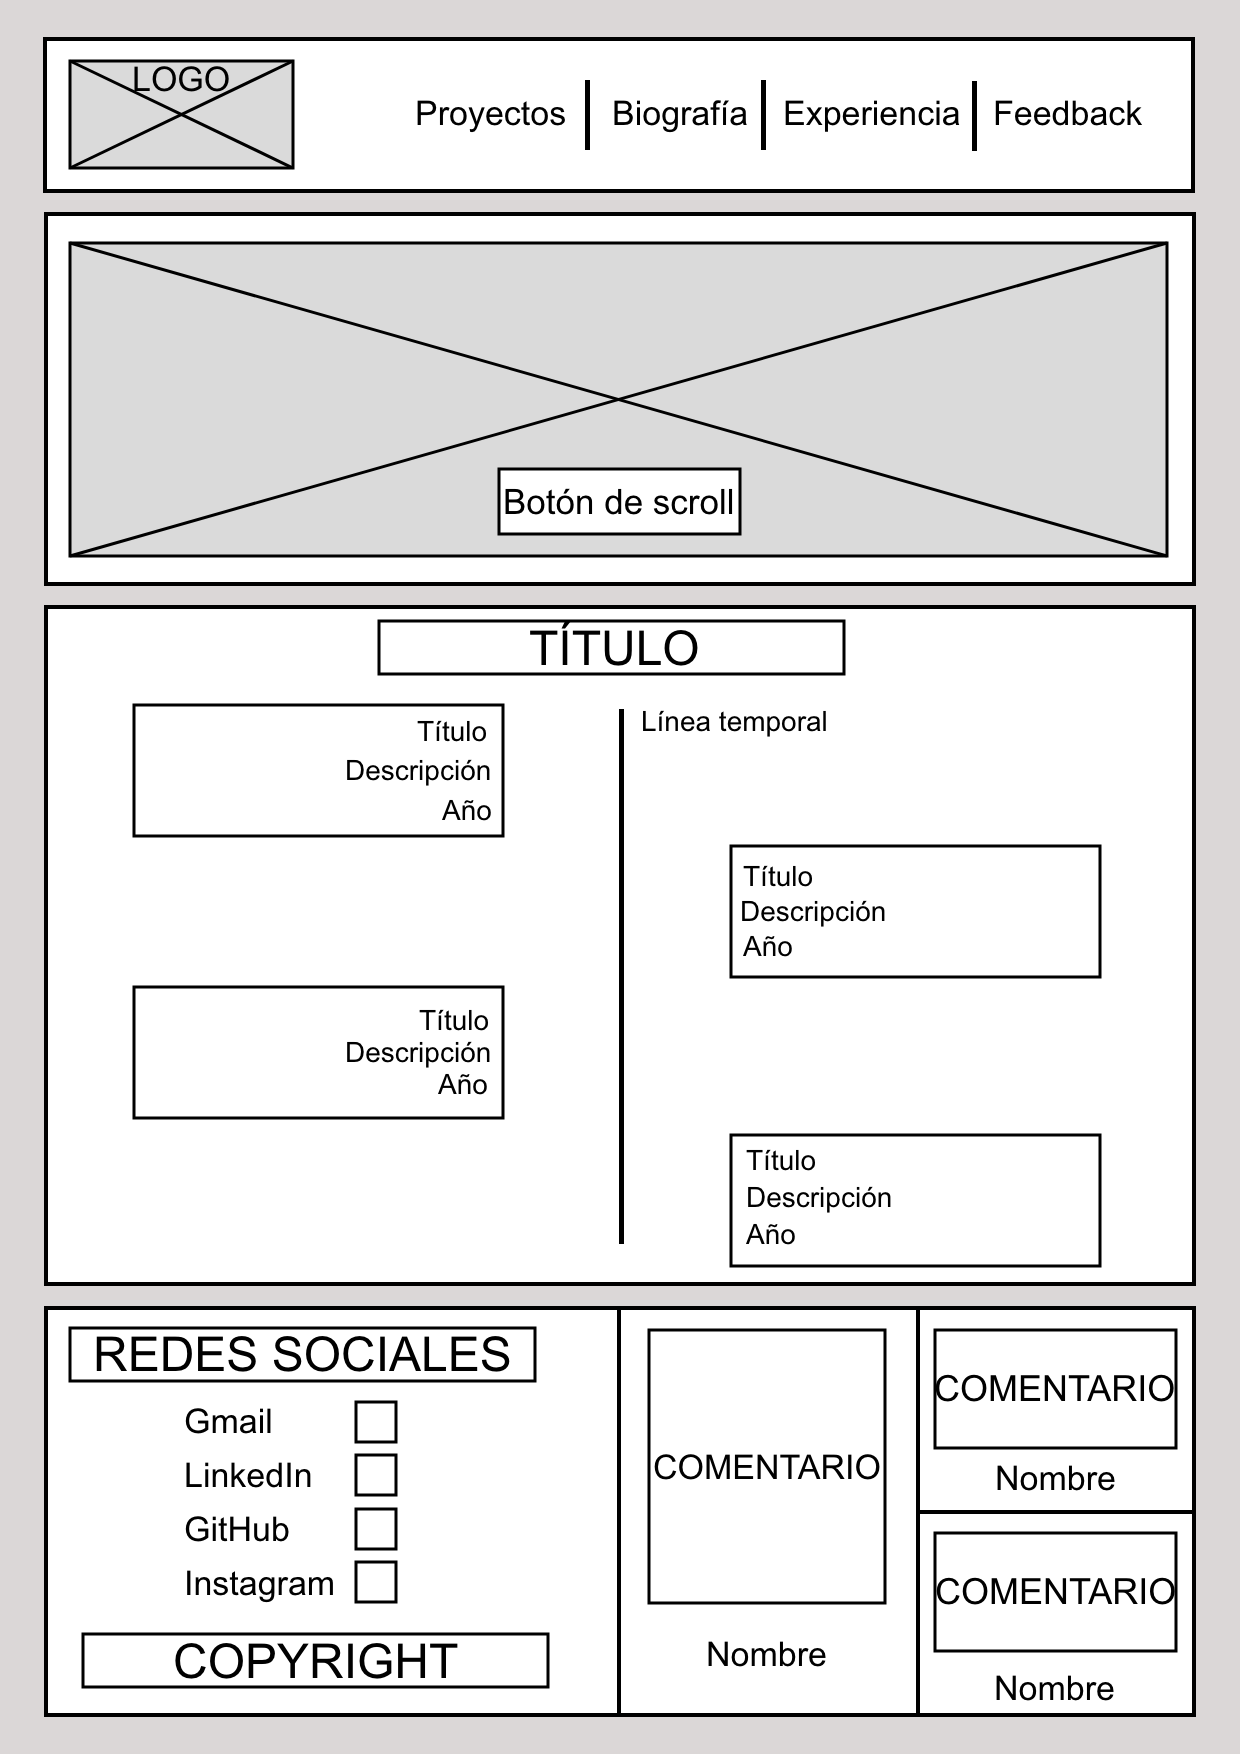 LOGO
Proyectos
Biografía
Experiencia
Feedback
Botón de scroll
TÍTULO
Título
Descripción
Año
Línea temporal
Título
Descripción
Año
Título
Descripción
Año
Título
Descripción
Año
REDES SOCIALES
Gmail
LinkedIn
GitHub
Instagram
COPYRIGHT
COMENTARIO
Nombre
COMENTARIO
Nombre
COMENTARIO
Nombre